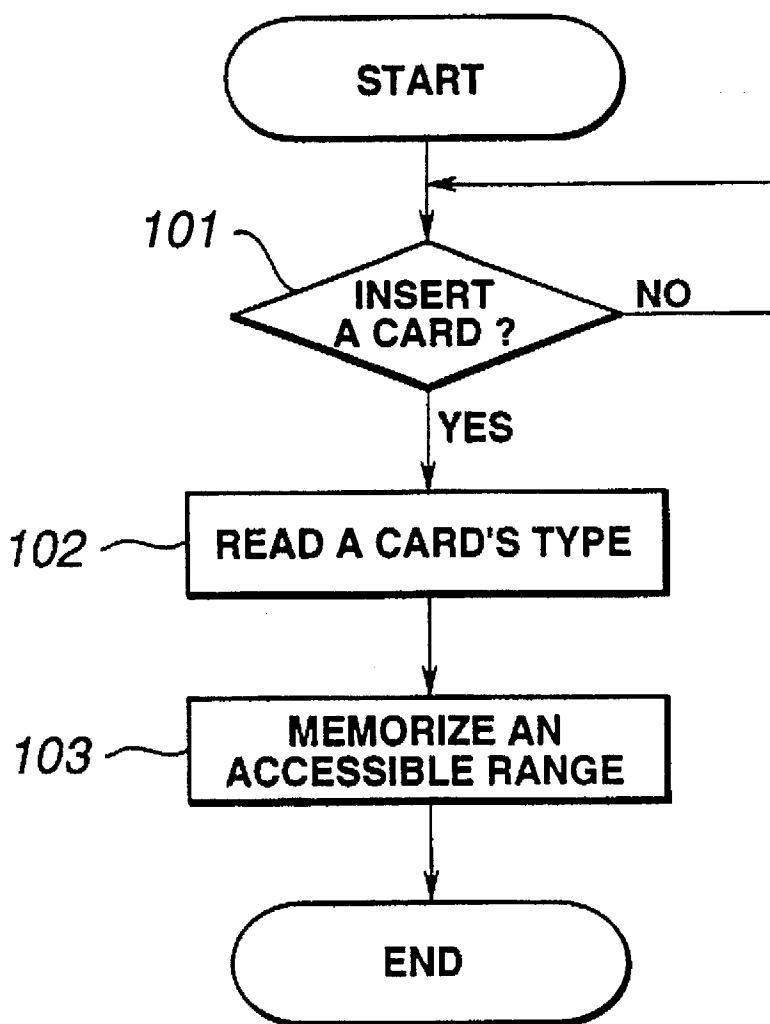 START
101
INSERT
A CARD ?
NO
YES
102
READ A CARD'S TYPE
103
MEMORIZE AN
ACCESSIBLE RANGE
END